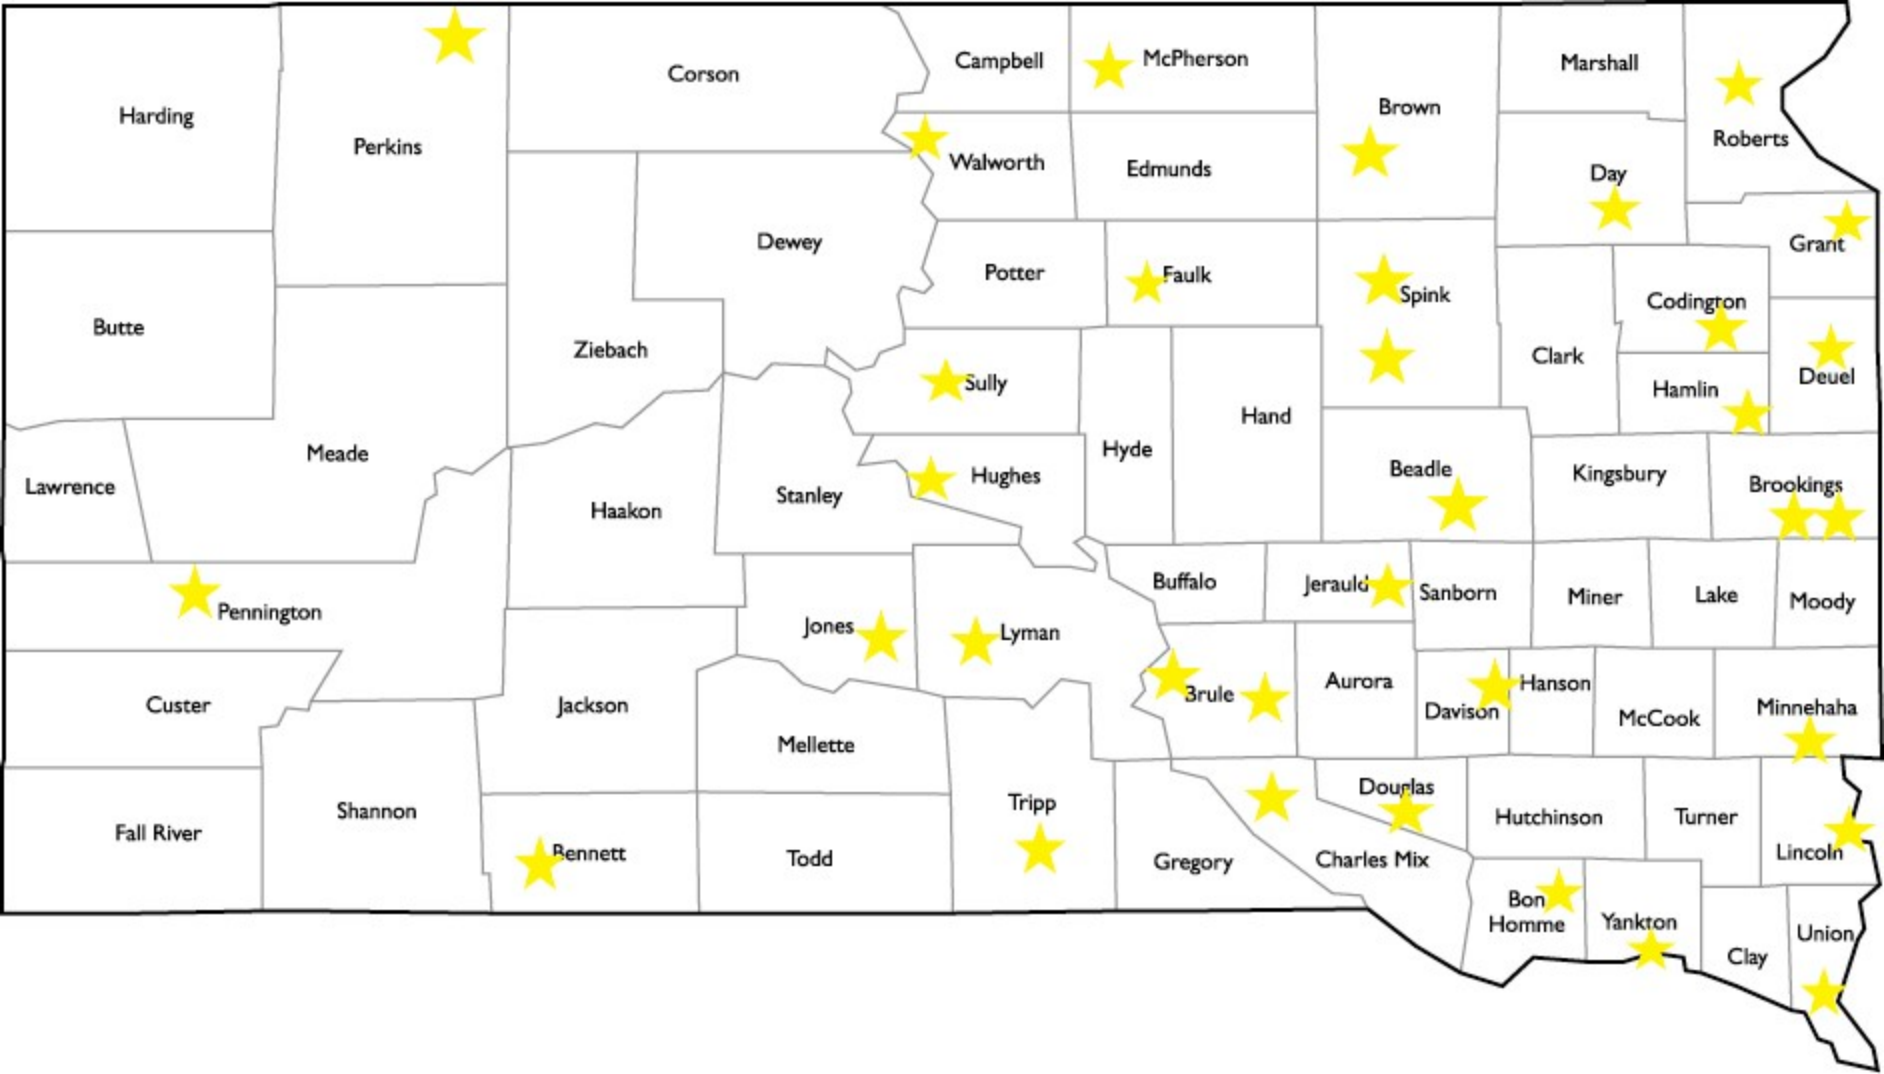 Harding
Perkins
Corson
Campbell
McPherson
Brown
Marshall
Roberts
Walworth
Edmunds
Day
Grant
Butte
Ziebach
Dewey
Potter
Faulk
Spink
Clark
Codington
Hamlin
Deuel
Lawrence
Meade
Haakon
Stanley
Sully
Hughes
Hyde
Hand
Beadle
Kingsbury
Brookings
Pennington
Jones
Lyman
Buffalo
Jerauld
Sanborn
Miner
Lake
Moody
Custer
Jackson
Mellette
Brule
Aurora
Davison
Hanson
McCook
Minnehaha
Fall River
Shannon
Bennett
Todd
Tripp
Gregory
Charles Mix
Douglas
Hutchinson
Turner
Lincoln
Bon
Homme
Yankton
Clay
Union